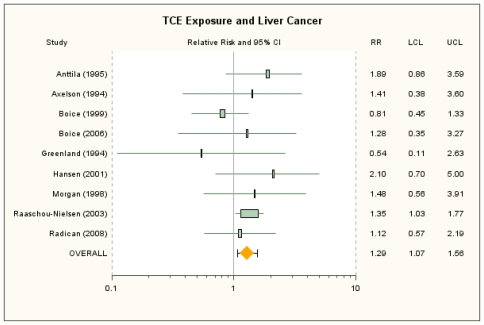 TCE Exposure and Liver Cancer
Study Relative Risk and 95% CI RR LCL UCL
Anttila (1995) 1.89 0.86 3.59
Axelson (1994) 1.41 0.38 3.60
Boice (1999) 0.81 0.45 1.33
Boice (2006) 1.28 0.35 3.27
Greenland (1994) 0.54 0.11 2.63
Hansen (2001) 2.10 0.70 5.00
Morgan (1998) 1.48 0.56 3.91
Raaschou-Nielsen (2003) 1.35 1.03 1.77
Radican (2008) 1.12 0.57 2.19
OVERALL 1.29 1.07 1.56
0.1 1 10